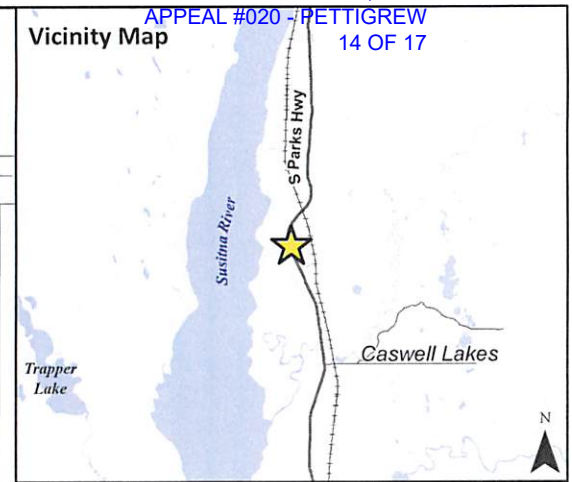 APPEAL #020 - PETTIGREW
14 OF 17
Vicinity Map
S Parks Hwy
Susitna River
Caswell Lakes
Trapper
Lake
N